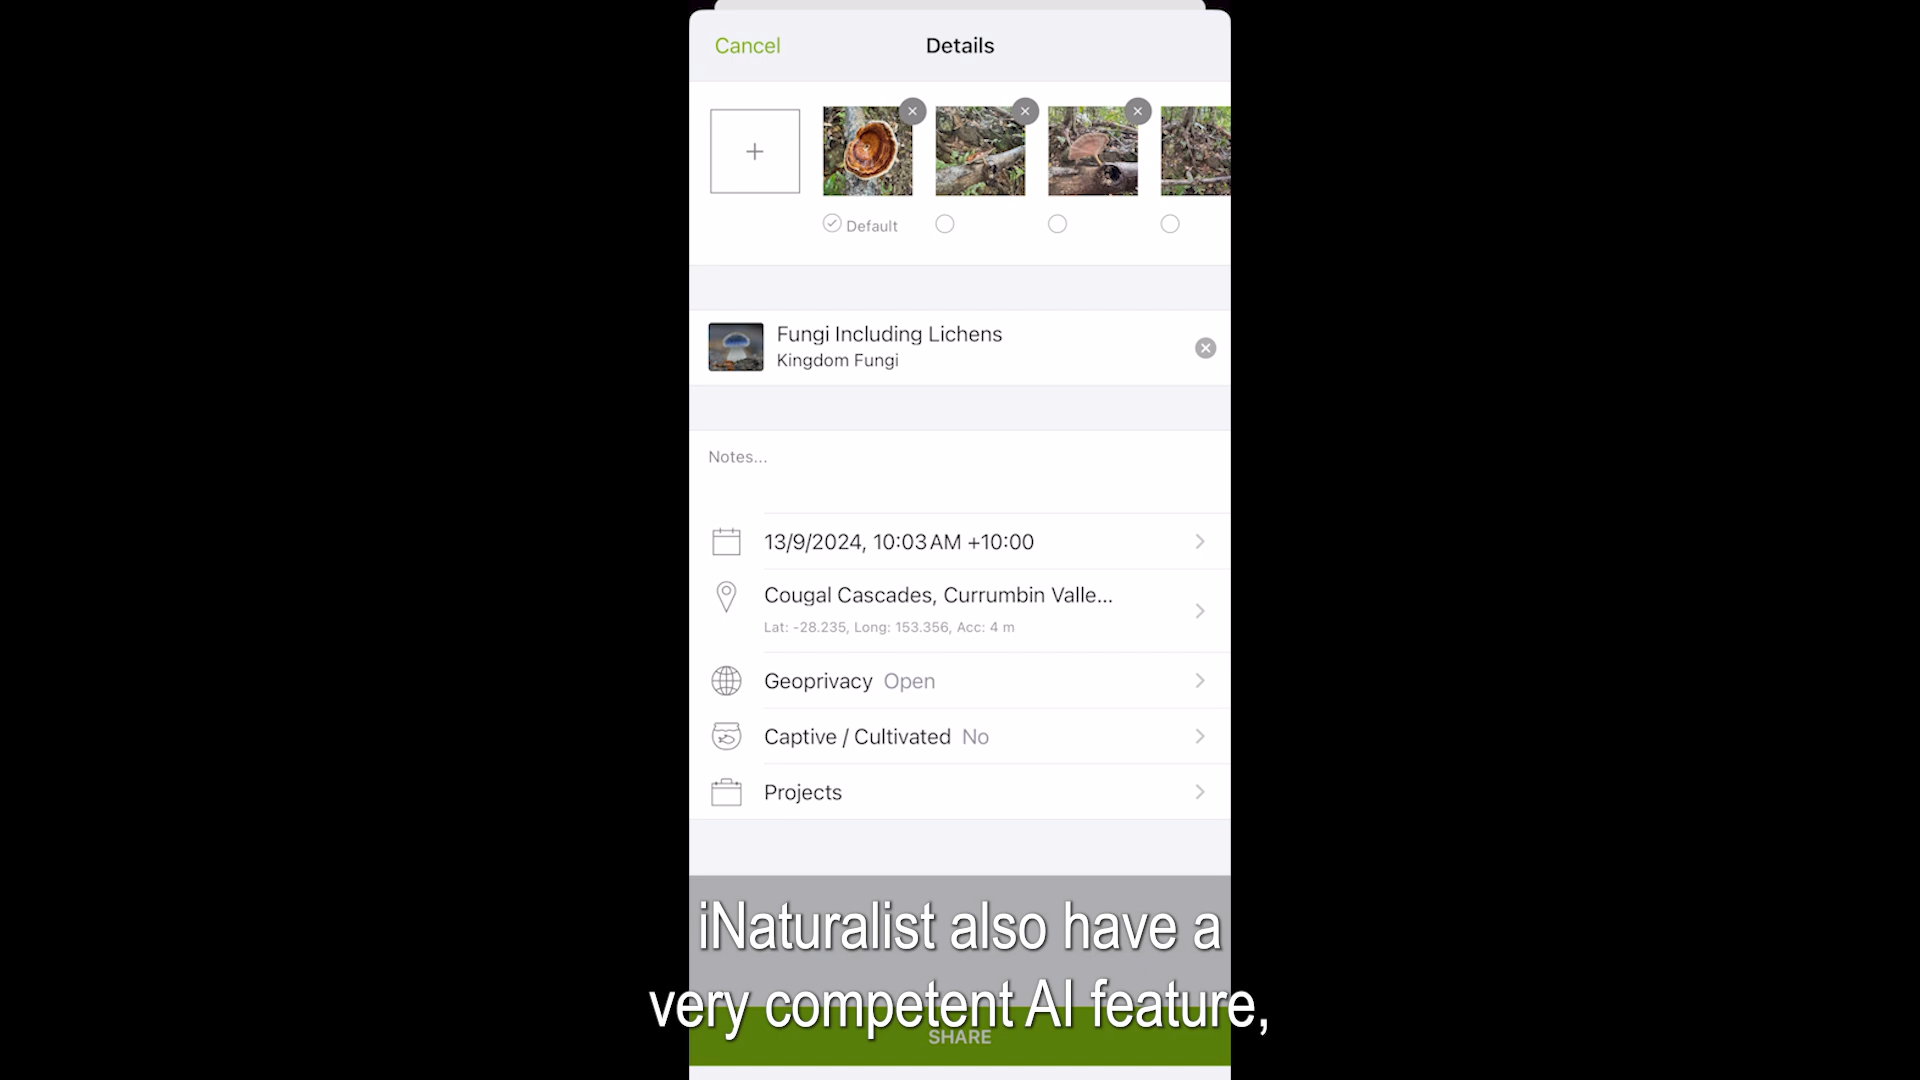 Cancel
Details
Default
Fungi Including Lichens
Kingdom Fungi
Notes...
13/9/2024, 10:03 AM +10:00
Cougal Cascades, Currumbin Valle...
Lat: -28.235, Long: 153.356, Acc: 4 m
Geoprivacy Open
Captive / Cultivated No
Projects
iNaturalist also have a
very competent AI feature,
SHARE